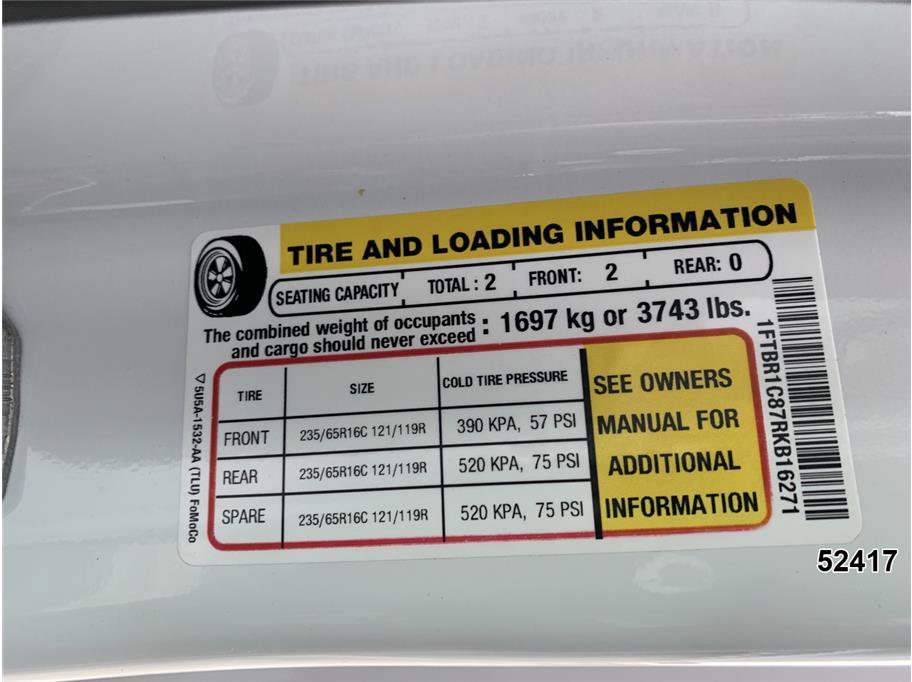 TIRE AND LOADING INFORMATION
SEATING CAPACITY TOTAL : 2 FRONT: 2 REAR: 0
The combined weight of occupants
and cargo should never exceed : 1697 kg or 3743 lbs.
TIRE SIZE COLD TIRE PRESSURE
FRONT 235/65R16C 121/119R 390 KPA, 57 PSI
REAR 235/65R16C 121/119R 520 KPA, 75 PSI
SPARE 235/65R16C 121/119R 520 KPA, 75 PSI
SEE OWNERS
MANUAL FOR
ADDITIONAL
INFORMATION
5U5A-1532-AA (TLU) FoMoCo
1FTBR1C87RKB16271
52417